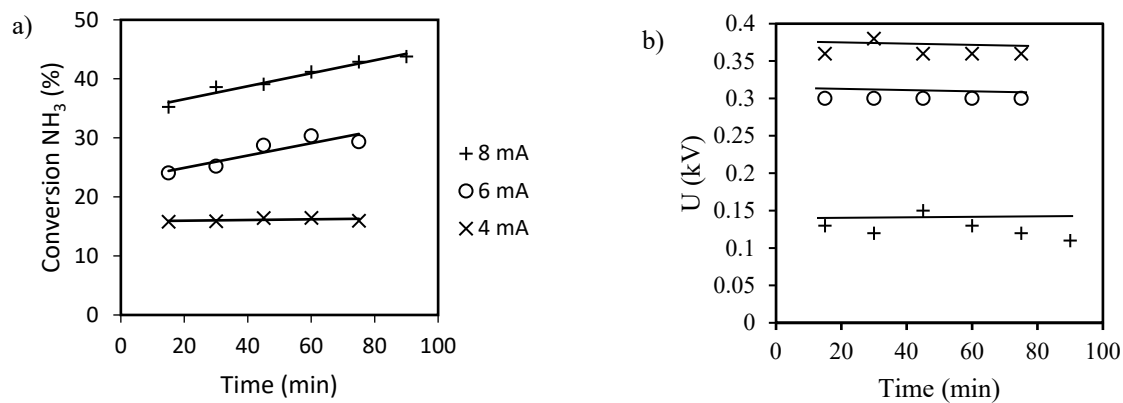 a)
Conversion NH3 (%)
50
40
30
20
10
0
0 20 40 60 80 100
Time (min)
8 mA
6 mA
4 mA
b)
U (kV)
0.4
0.35
0.3
0.25
0.2
0.15
0.1
0.05
0
0 20 40 60 80 100
Time (min)